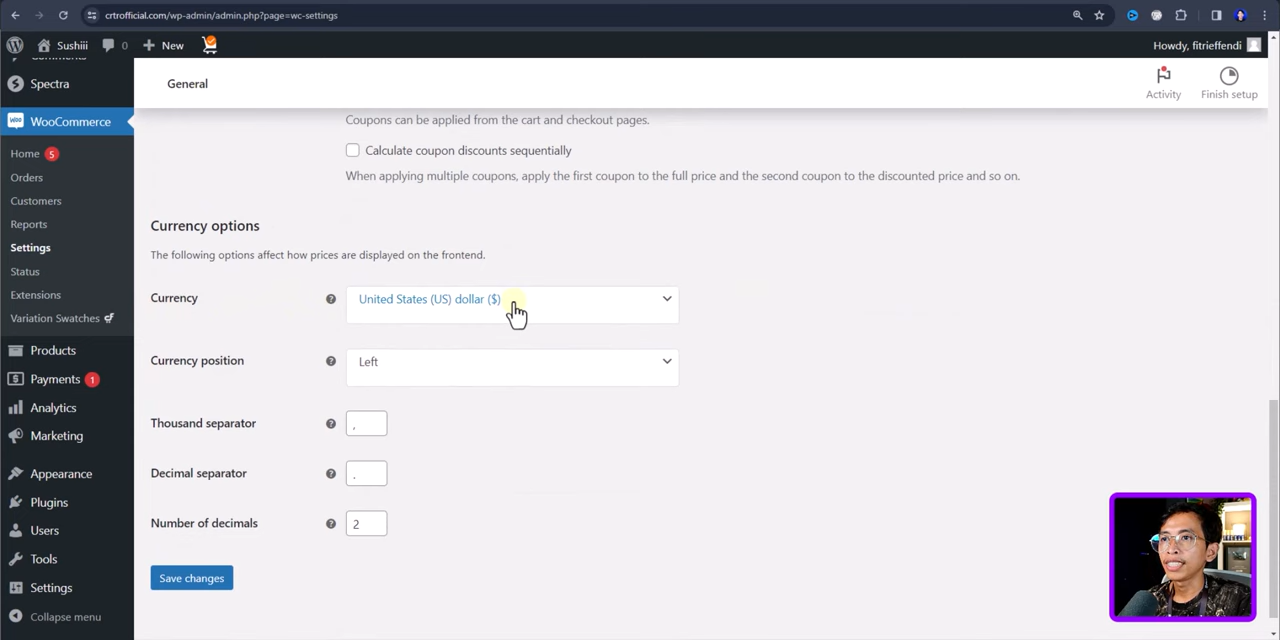 crtrofficial.com/wp-admin/admin.php?page=wc-settings
Sushiii 0 New Howdy, fitrieffendi
Comments
Spectra
WooCommerce
Home 5
Orders
Customers
Reports
Settings
Status
Extensions
Variation Swatches
Products
Payments 1
Analytics
Marketing
Appearance
Plugins
Users
Tools
Settings
Collapse menu
General
Activity
Finish setup
Coupons can be applied from the cart and checkout pages.
Calculate coupon discounts sequentially
When applying multiple coupons, apply the first coupon to the full price and the second coupon to the discounted price and so on.
Currency options
The following options affect how prices are displayed on the frontend.
Currency ? United States (US) dollar ($)
Currency position ? Left
Thousand separator ? ,
Decimal separator ? .
Number of decimals ? 2
Save changes